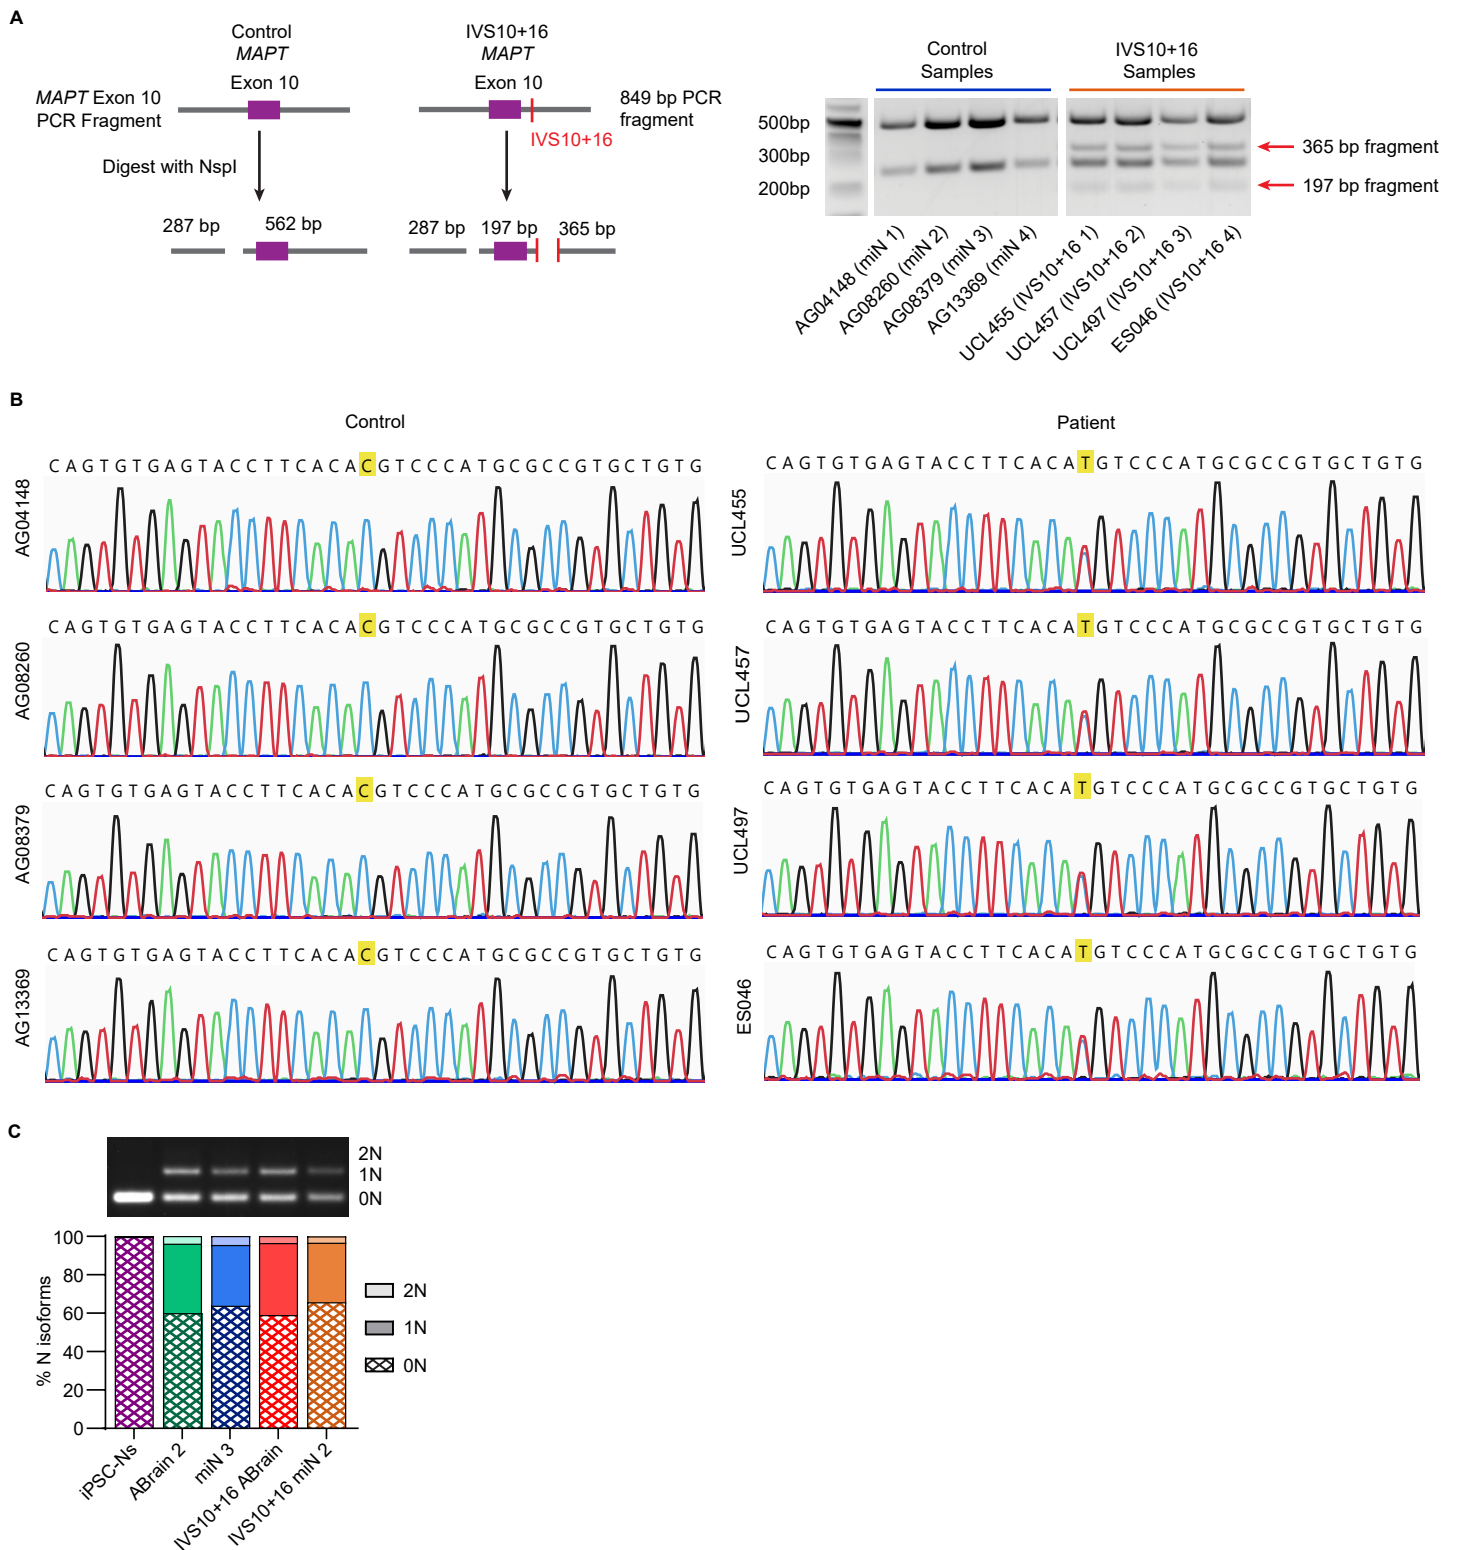 A
Control
MAPT
Exon 10
MAPT Exon 10
PCR Fragment
Digest with NspI
287 bp
562 bp
IVS10+16
MAPT
Exon 10
849 bp PCR
fragment
IVS10+16
287 bp
197 bp
365 bp
Control
Samples
IVS10+16
Samples
500bp
300bp
200bp
365 bp fragment
197 bp fragment
AG04148 (miN 1)
AG08260 (miN 2)
AG08379 (miN 3)
AG13369 (miN 4)
UCL455 (IVS10+16 1)
UCL457 (IVS10+16 2)
UCL497 (IVS10+16 3)
ES046 (IVS10+16 4)
B
Control
Patient
AG04148
CAGTGTGAGTACCTTCACACGTCCCATGCGCCGTGCTGTG
UCL455
CAGTGTGAGTACCTTCACATGTCCCATGCGCCGTGCTGTG
AG08260
CAGTGTGAGTACCTTCACACGTCCCATGCGCCGTGCTGTG
UCL457
CAGTGTGAGTACCTTCACATGTCCCATGCGCCGTGCTGTG
AG08379
CAGTGTGAGTACCTTCACACGTCCCATGCGCCGTGCTGTG
UCL497
CAGTGTGAGTACCTTCACATGTCCCATGCGCCGTGCTGTG
AG13369
CAGTGTGAGTACCTTCACACGTCCCATGCGCCGTGCTGTG
ES046
CAGTGTGAGTACCTTCACATGTCCCATGCGCCGTGCTGTG
C
2N
1N
0N
% N isoforms
100
80
60
40
20
0
2N
1N
0N
iPSC-Ns
ABrain 2
miN 3
IVS10+16 ABrain
IVS10+16 miN 2